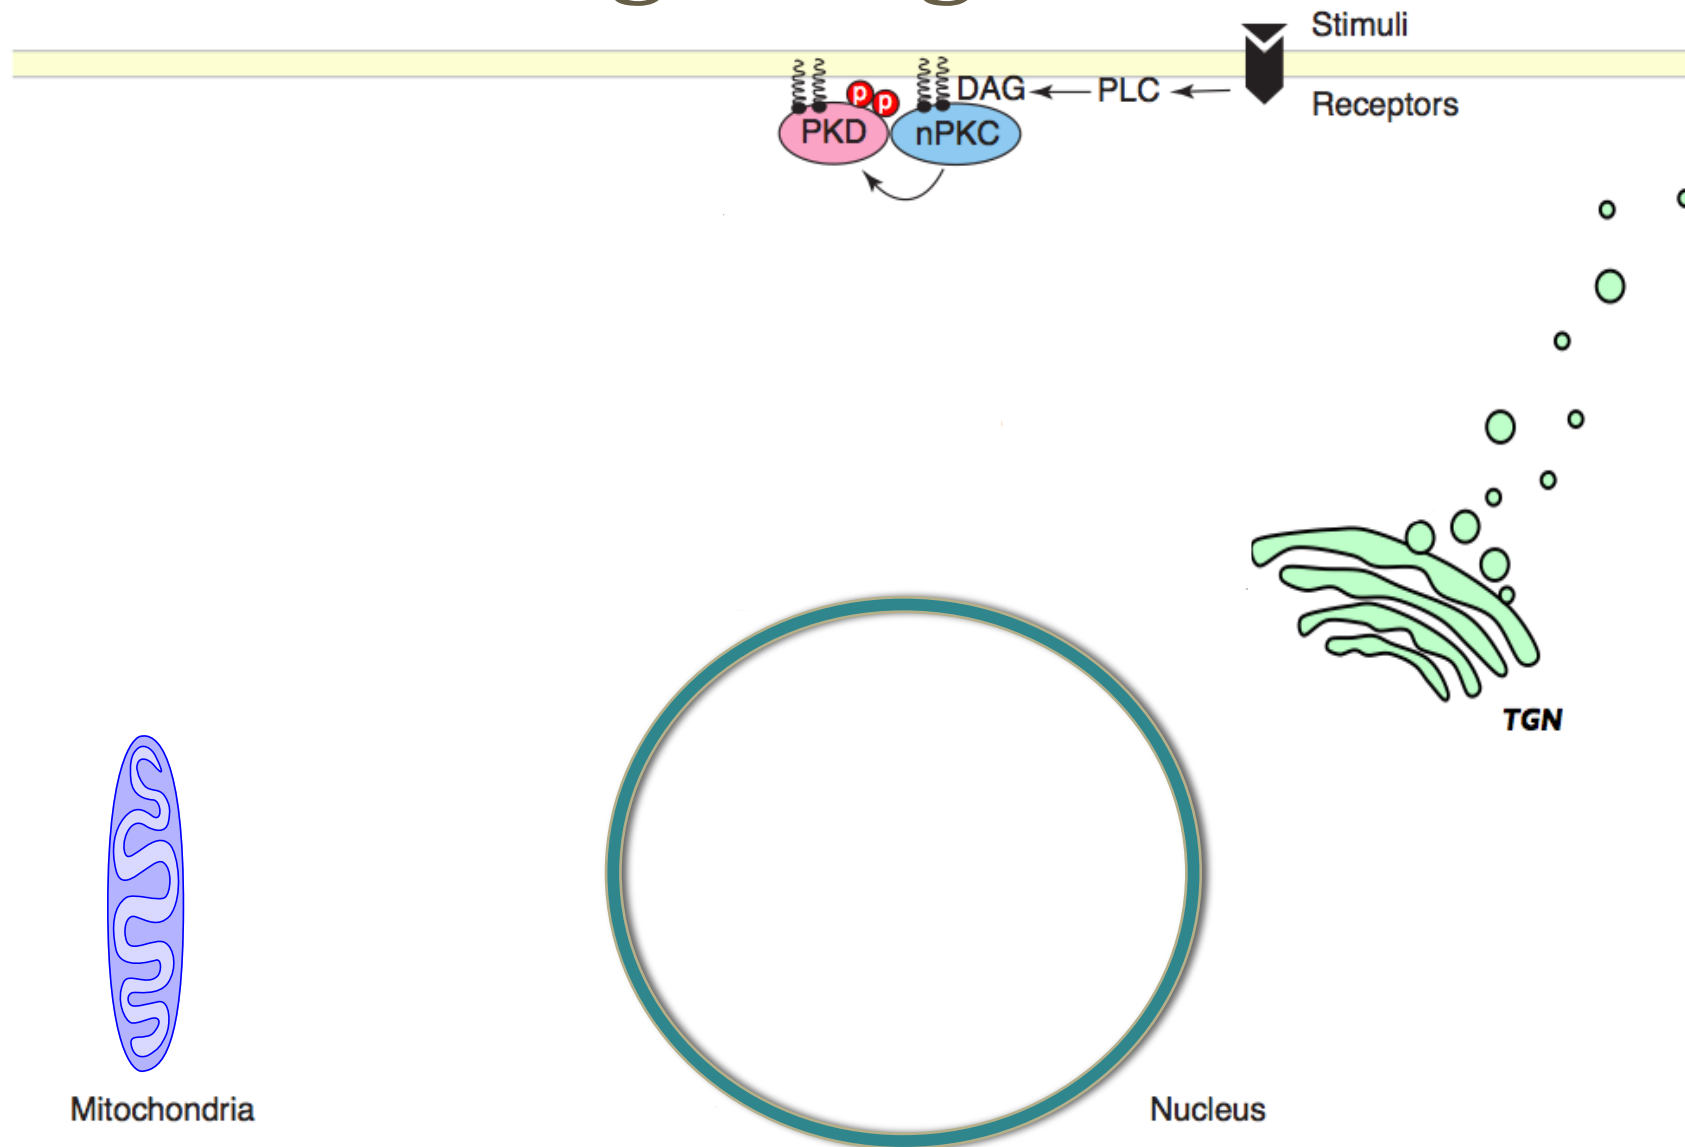 Stimuli
DAG PLC
Receptors
p p
PKD nPKC
TGN
Mitochondria
Nucleus